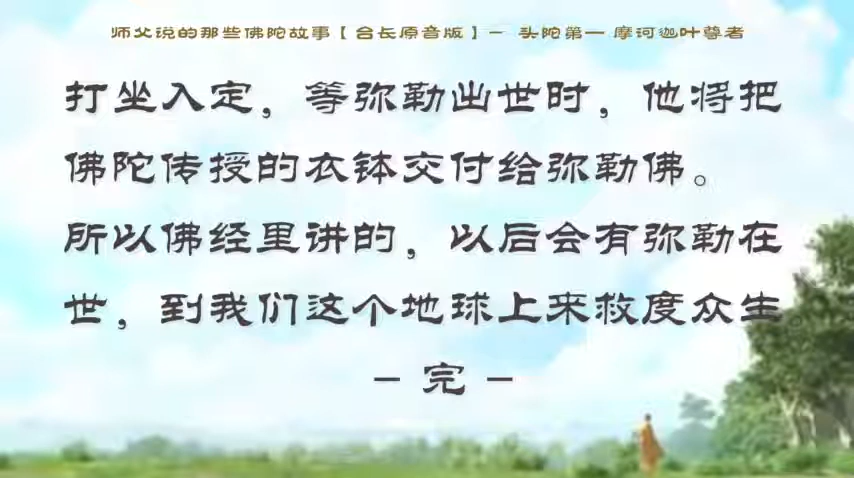 师父说的那些佛陀故事【台长原音版】- 头陀第一 摩诃迦叶尊者
打坐入定，等弥勒出世时，他将把
佛陀传授的衣钵交付给弥勒佛。
所以佛经里讲的，以后会有弥勒在
世，到我们这个地球上来救度众生
- 完 -